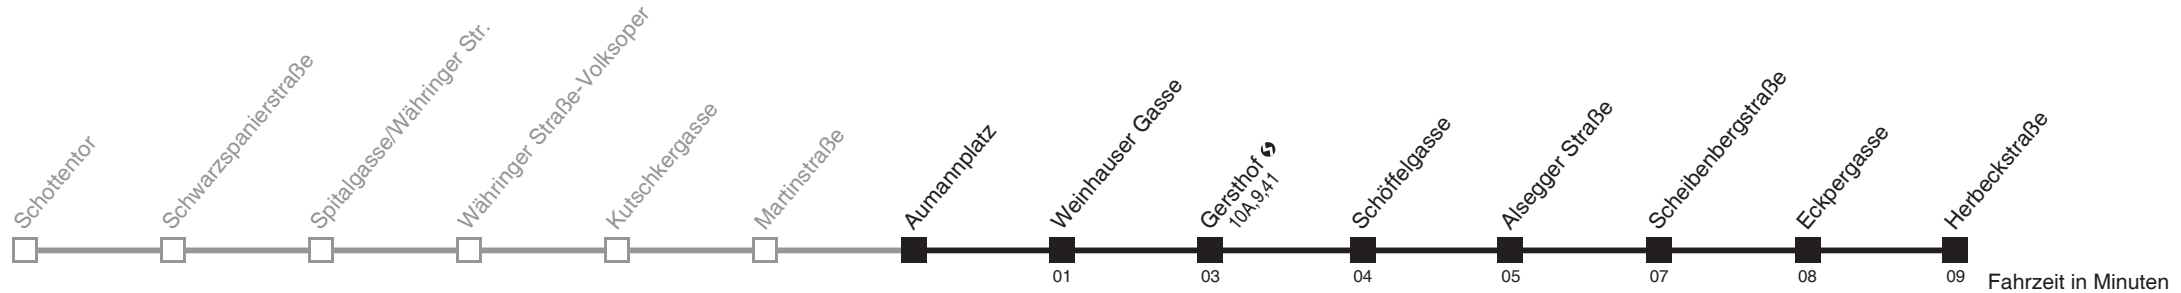 Schottentor
Schwarzspanierstraße
Spitalgasse/Währinger Str.
Währinger Straße-Volksoper
Kutschkergasse
Martinstraße
Aumannplatz
Weinhauser Gasse
Gersthof
10A,9,41
Schöffelgasse
Alsegger Straße
Scheibenbergstraße
Eckpergasse
Herbeckstraße
01
03
04
05
07
08
09
Fahrzeit in Minuten